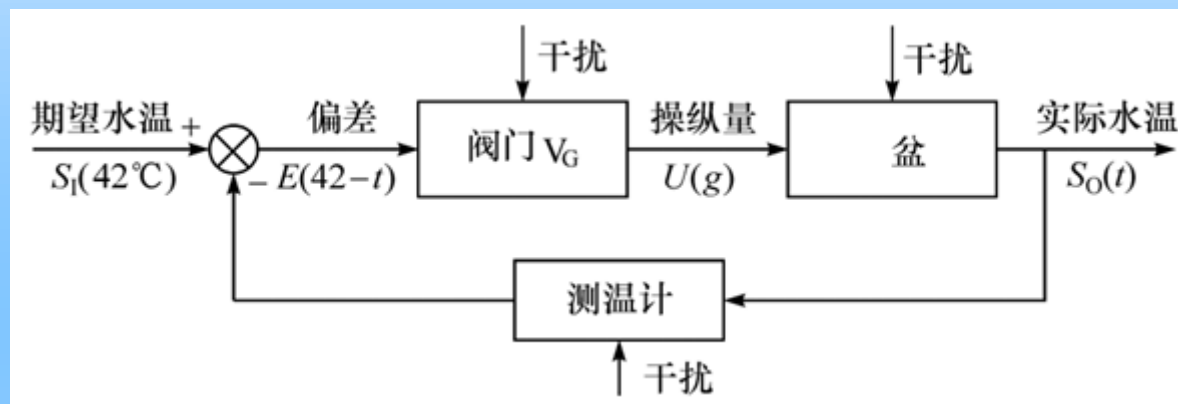 干扰
干扰
期望水温 +
偏差
阀门 V_G
操纵量
盆
实际水温
S_I(42℃)
− E(42−t)
U(g)
S_O(t)
测温计
干扰